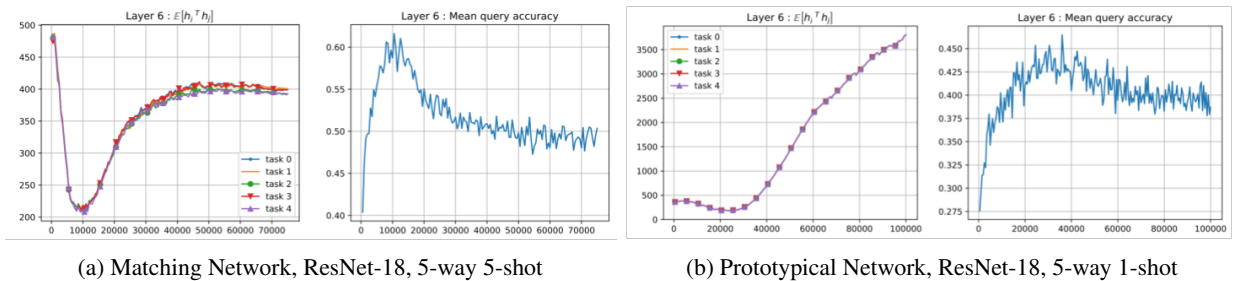 Layer 6 : 𝔼[hᵢᵀhⱼ]
500
450
400
350
300
250
200
0 10000 20000 30000 40000 50000 60000 70000
task 0
task 1
task 2
task 3
task 4
Layer 6 : Mean query accuracy
0.60
0.55
0.50
0.45
0.40
0 10000 20000 30000 40000 50000 60000 70000
Layer 6 : 𝔼[hᵢᵀhⱼ]
3500
3000
2500
2000
1500
1000
500
0
0 20000 40000 60000 80000 100000
task 0
task 1
task 2
task 3
task 4
Layer 6 : Mean query accuracy
0.450
0.425
0.400
0.375
0.350
0.325
0.300
0.275
0 20000 40000 60000 80000 100000
(a) Matching Network, ResNet-18, 5-way 5-shot
(b) Prototypical Network, ResNet-18, 5-way 1-shot